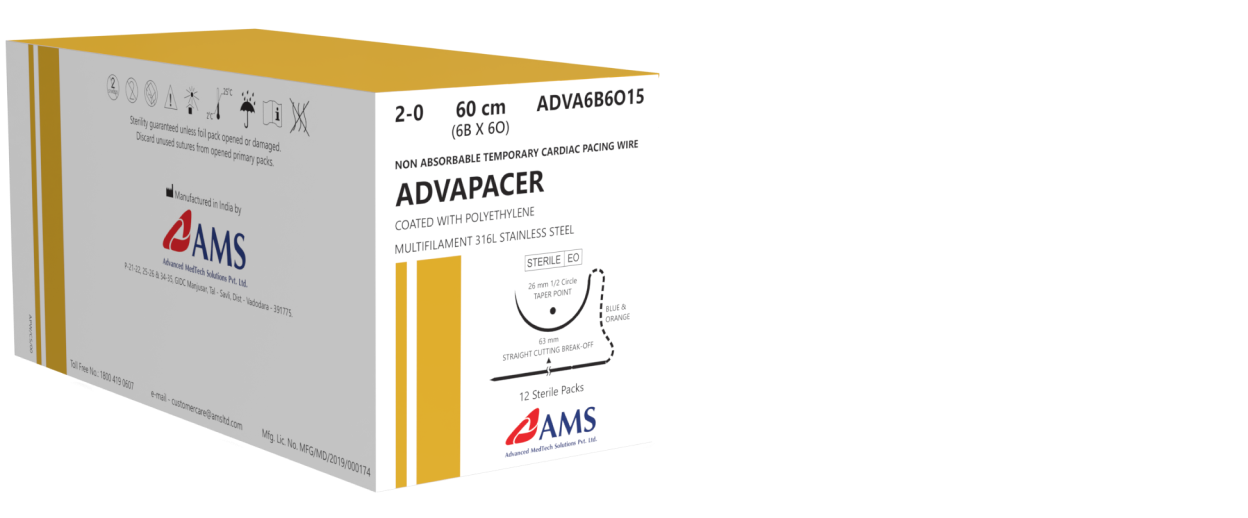 2
25°C
2°C
i
Sterility guaranteed unless foil pack opened or damaged.
Discard unused sutures from opened primary packs.
Manufactured in India by
AMS
Advanced MedTech Solutions Pvt. Ltd.
P-21-22, 25-26 & 34-35, GIDC Manjusar, Tal - Savli, Dist - Vadodara - 391775.
Toll Free No.: 1800 419 0607
e-mail - customercare@amsltd.com
Mfg. Lic. No. MFG/MD/2019/000174
2-0 60 cm ADVA6B6O15
(6B X 6O)
NON ABSORBABLE TEMPORARY CARDIAC PACING WIRE
ADVAPACER
COATED WITH POLYETHYLENE
MULTIFILAMENT 316L STAINLESS STEEL
STERILE EO
26 mm 1/2 Circle
TAPER POINT
BLUE &
ORANGE
63 mm
STRAIGHT CUTTING BREAK-OFF
12 Sterile Packs
AMS
Advanced MedTech Solutions Pvt. Ltd.